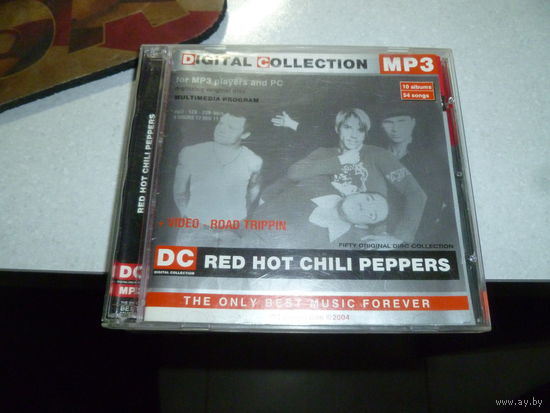 DIGITAL COLLECTION MP3
for MP3 players and PC
MULTIMEDIA PROGRAM
10 albums
94 songs
+ VIDEO ROAD TRIPPIN
FIFTY ORIGINAL DISC COLLECTION
DC RED HOT CHILI PEPPERS
DIGITAL COLLECTION
THE ONLY BEST MUSIC FOREVER
©2004
RED HOT CHILI PEPPERS
DC
MP3
www.ay.by